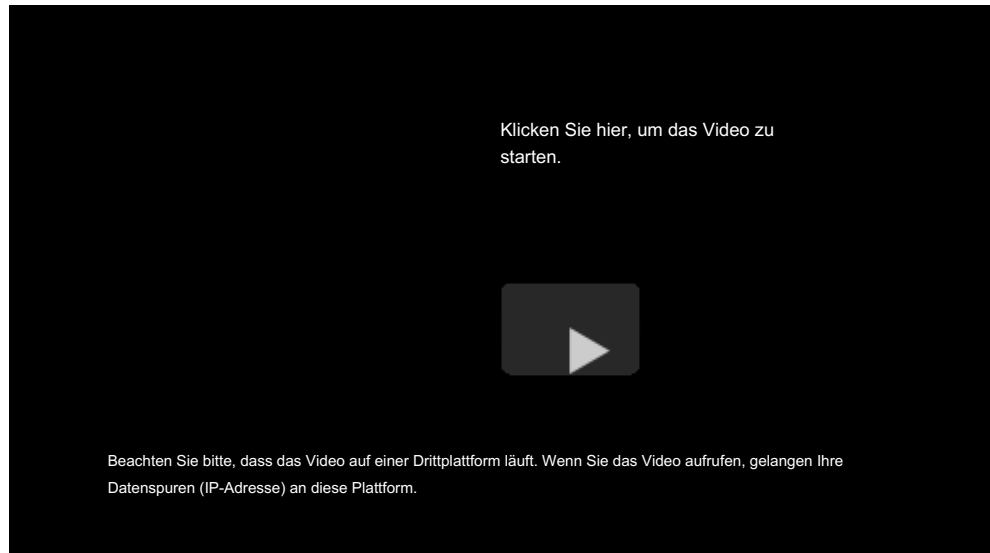 Klicken Sie hier, um das Video zu
starten.
Beachten Sie bitte, dass das Video auf einer Drittplattform läuft. Wenn Sie das Video aufrufen, gelangen Ihre
Datenspuren (IP-Adresse) an diese Plattform.